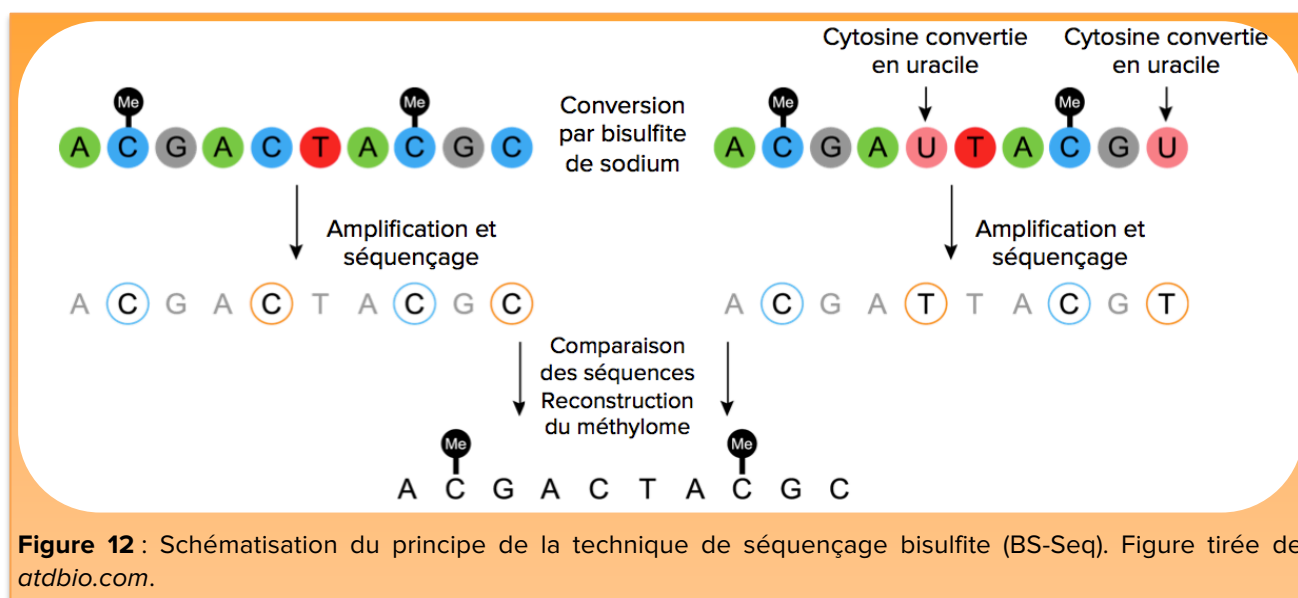 Cytosine convertie
en uracile
Cytosine convertie
en uracile
Me
Me
A C G A C T A C G C
Conversion
par bisulfite
de sodium
Me
Me
A C G A U T A C G U
Amplification et
séquençage
Amplification et
séquençage
A C G A C T A C G C
A C G A T T A C G T
Comparaison
des séquences
Reconstruction
du méthylome
Me
Me
A C G A C T A C G C
Figure 12 : Schématisation du principe de la technique de séquençage bisulfite (BS-Seq). Figure tirée de
atdbio.com.